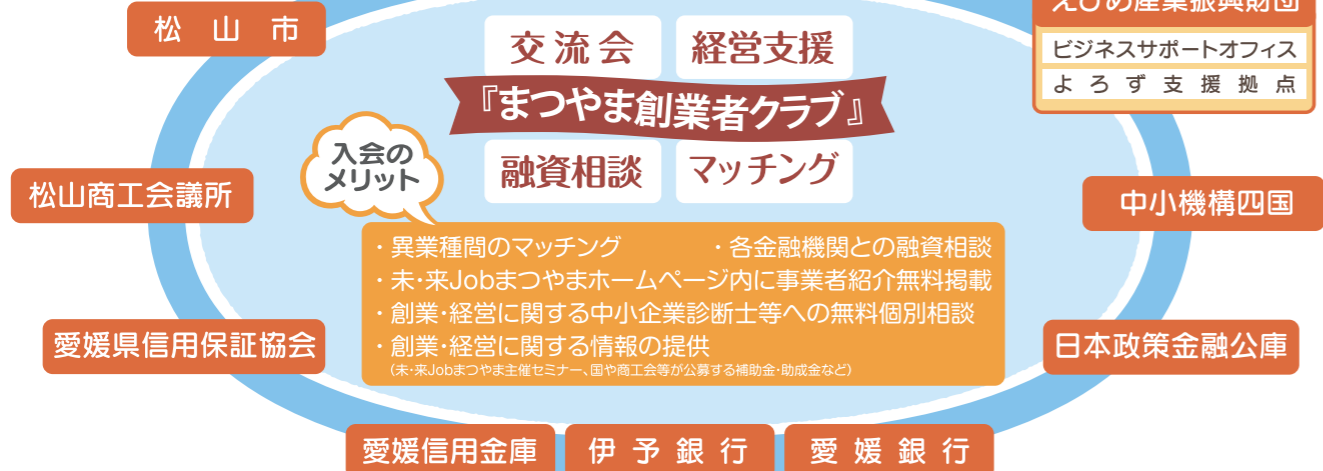 えひめ産業振興財団
松山市
交流会 経営支援
ビジネスサポートオフィス
よろず支援拠点
『まつやま創業者クラブ』
入会の
メリット
融資相談 マッチング
松山商工会議所
中小機構四国
・異業種間のマッチング ・各金融機関との融資相談
・未・来Jobまつやまホームページ内に事業者紹介無料掲載
・創業・経営に関する中小企業診断士等への無料個別相談
・創業・経営に関する情報の提供
(未・来Jobまつやま主催セミナー、国や商工会等が公募する補助金・助成金など)
愛媛県信用保証協会
日本政策金融公庫
愛媛信用金庫 伊予銀行 愛媛銀行